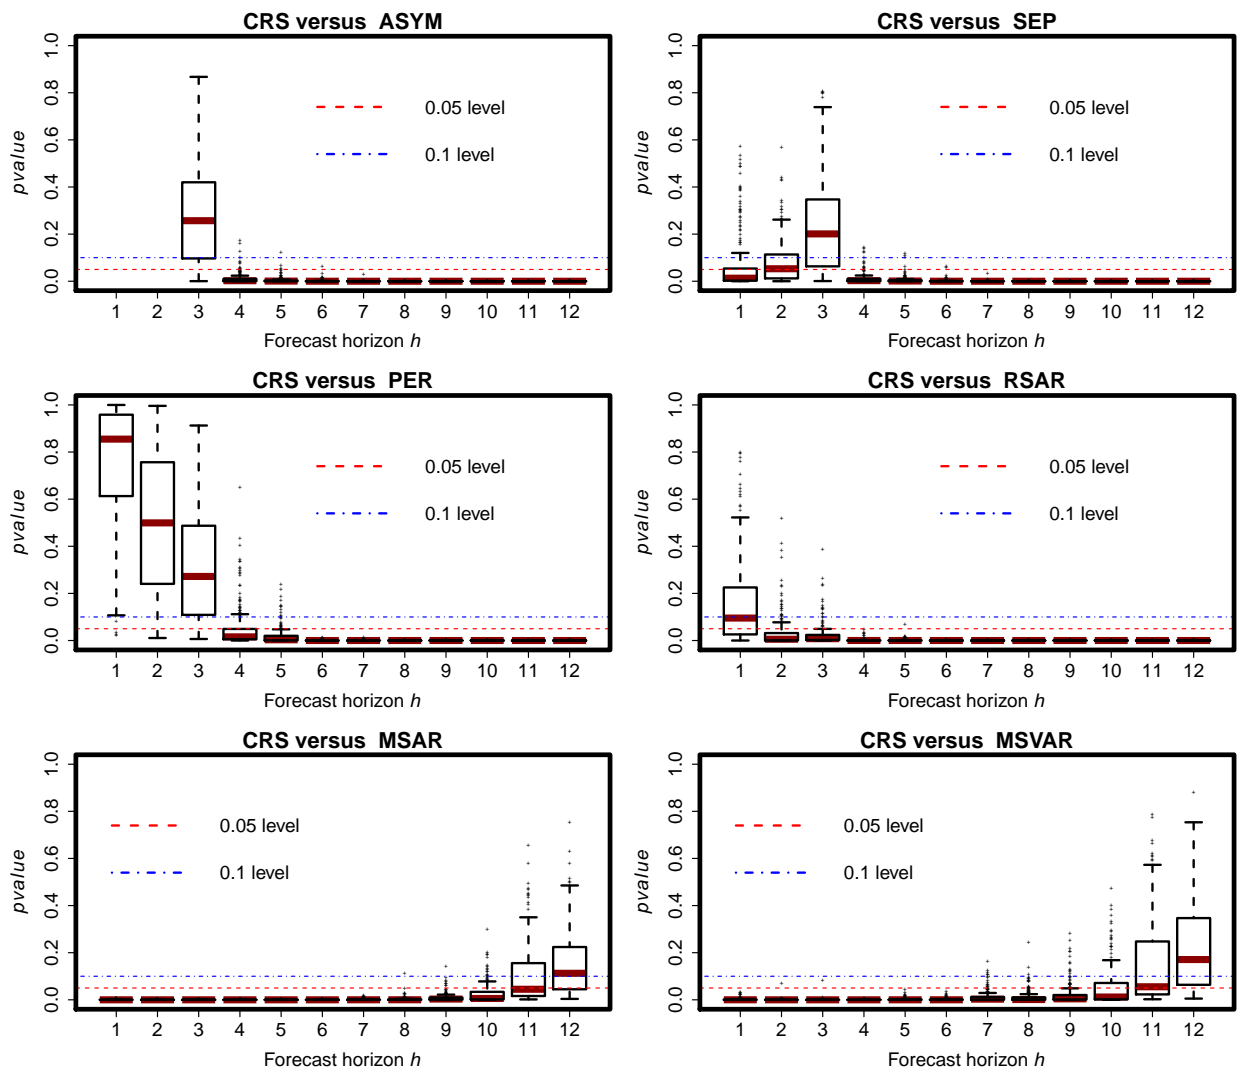 CRS versus ASYM
1.0
0.8
0.6
0.4
0.2
0.0
pvalue
0.05 level
0.1 level
1 2 3 4 5 6 7 8 9 10 11 12
Forecast horizon h
CRS versus SEP
1.0
0.8
0.6
0.4
0.2
0.0
pvalue
0.05 level
0.1 level
1 2 3 4 5 6 7 8 9 10 11 12
Forecast horizon h
CRS versus PER
1.0
0.8
0.6
0.4
0.2
0.0
pvalue
0.05 level
0.1 level
1 2 3 4 5 6 7 8 9 10 11 12
Forecast horizon h
CRS versus RSAR
1.0
0.8
0.6
0.4
0.2
0.0
pvalue
0.05 level
0.1 level
1 2 3 4 5 6 7 8 9 10 11 12
Forecast horizon h
CRS versus MSAR
1.0
0.8
0.6
0.4
0.2
0.0
pvalue
0.05 level
0.1 level
1 2 3 4 5 6 7 8 9 10 11 12
Forecast horizon h
CRS versus MSVAR
1.0
0.8
0.6
0.4
0.2
0.0
pvalue
0.05 level
0.1 level
1 2 3 4 5 6 7 8 9 10 11 12
Forecast horizon h